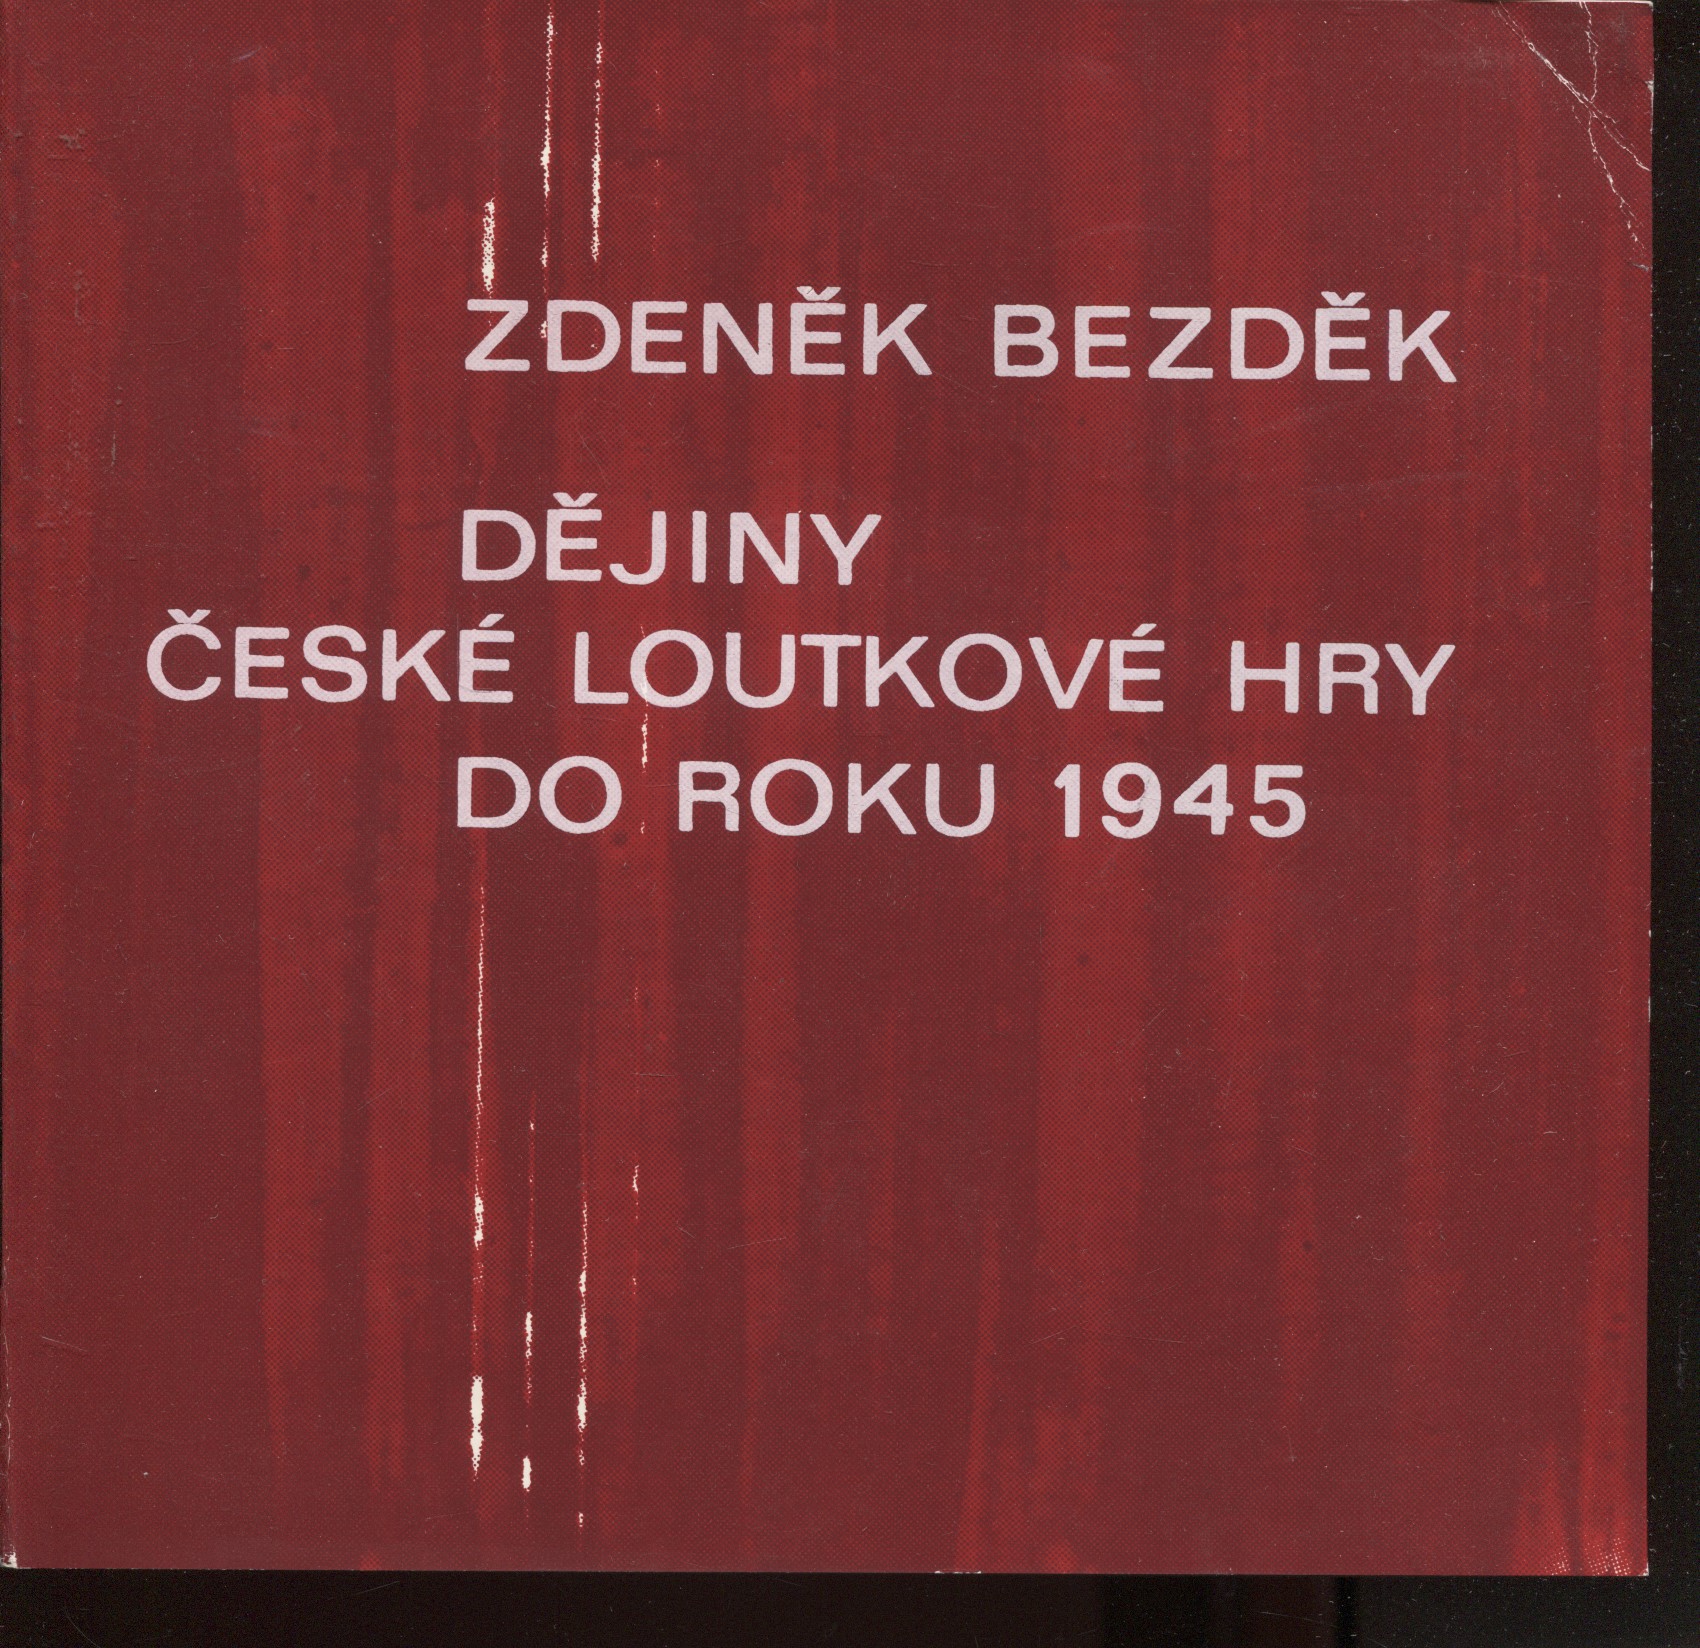 ZDENĚK BEZDĚK
DĚJINY
ČESKÉ LOUTKOVÉ HRY
DO ROKU 1945